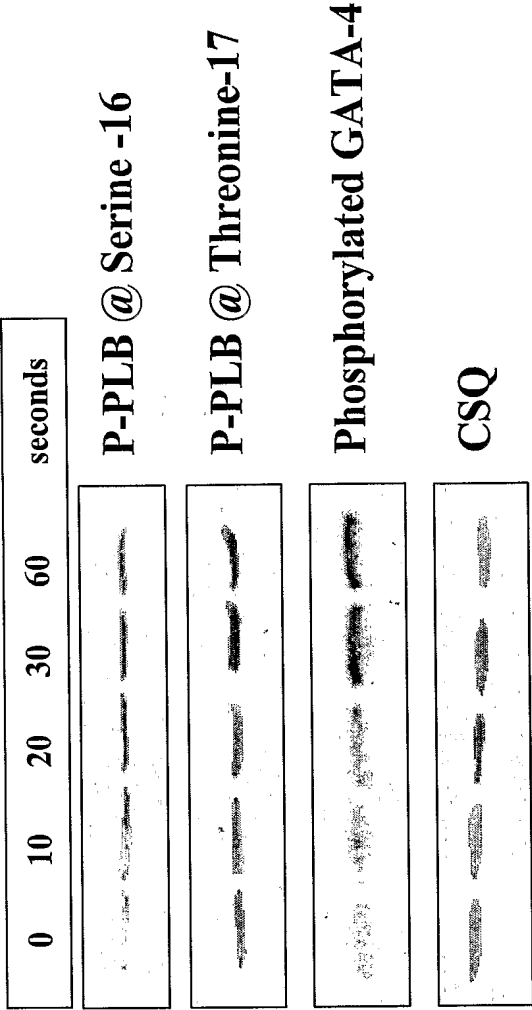 0 10 20 30 60 seconds
P-PLB @ Serine -16
P-PLB @ Threonine-17
Phosphorylated GATA-4
CSQ